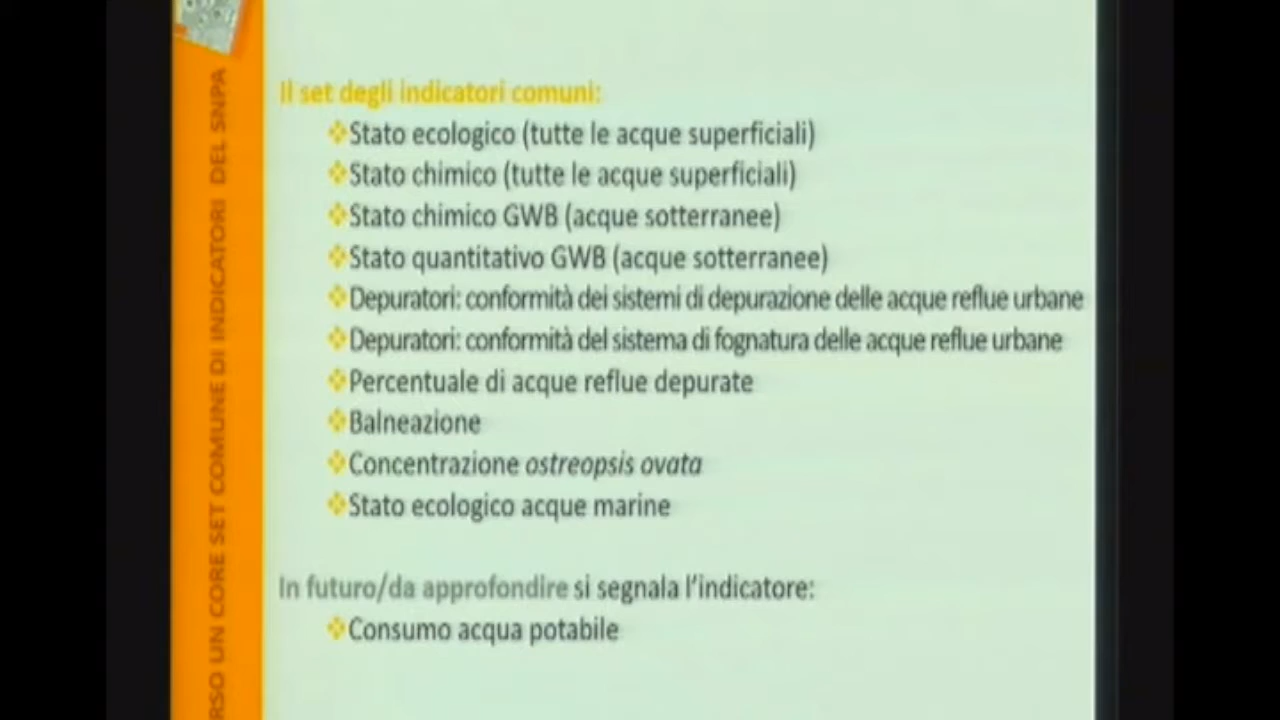 Il set degli indicatori comuni:
❖Stato ecologico (tutte le acque superficiali)
❖Stato chimico (tutte le acque superficiali)
❖Stato chimico GWB (acque sotterranee)
❖Stato quantitativo GWB (acque sotterranee)
❖Depuratori: conformità dei sistemi di depurazione delle acque reflue urbane
❖Depuratori: conformità del sistema di fognatura delle acque reflue urbane
❖Percentuale di acque reflue depurate
❖Balneazione
❖Concentrazione ostreopsis ovata
❖Stato ecologico acque marine
In futuro/da approfondire si segnala l'indicatore:
❖Consumo acqua potabile
RSO UN CORE SET COMUNE DI INDICATORI DEL SNPA